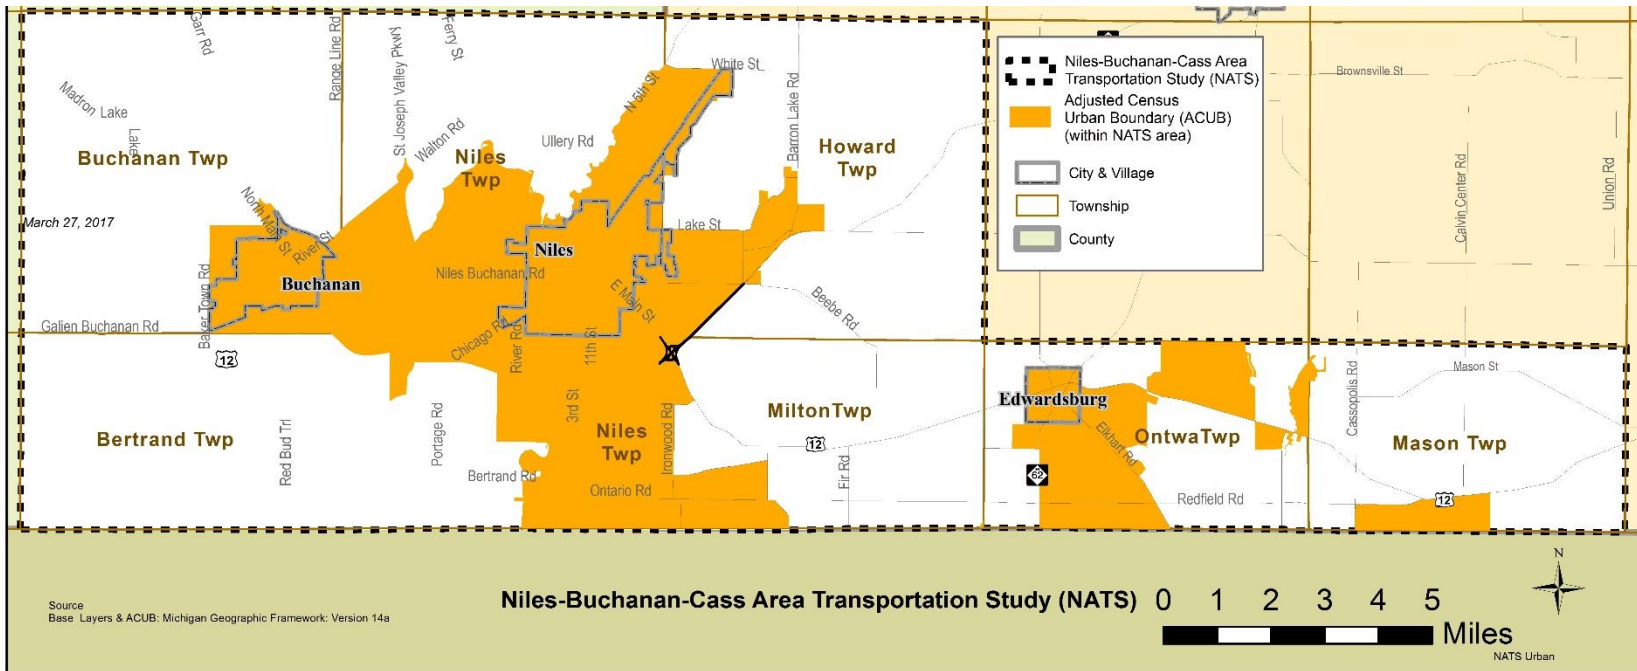 Garr Rd
Range Line Rd
St Joseph Valley Pkwy
Ferry St
Madron Lake
Lake
Walton Rd
Buchanan Twp
Niles
Twp
Ullery Rd
N 5th St
White St
Barron Lake Rd
Howard
Twp
Niles-Buchanan-Cass Area
Transportation Study (NATS)
Adjusted Census
Urban Boundary (ACUB)
(within NATS area)
City & Village
Township
County
Brownsville St
Calvin Center Rd
Union Rd
March 27, 2017
North Main St
River St
Buchanan
Baker Town Rd
Galien Buchanan Rd
12
Niles
Niles Buchanan Rd
Lake St
E Main St
Beebe Rd
Chicago Rd
River Rd
11th St
3rd St
Bertrand Twp
Red Bud Trl
Portage Rd
Bertrand Rd
Niles
Twp
Ironwood Rd
Ontario Rd
MiltonTwp
12
Fir Rd
Edwardsburg
62
Elkhart Rd
OntwaTwp
Redfield Rd
Cassopolis Rd
Mason St
Mason Twp
12
Source
Base Layers & ACUB: Michigan Geographic Framework: Version 14a
Niles-Buchanan-Cass Area Transportation Study (NATS)
0 1 2 3 4 5
Miles
N
NATS Urban